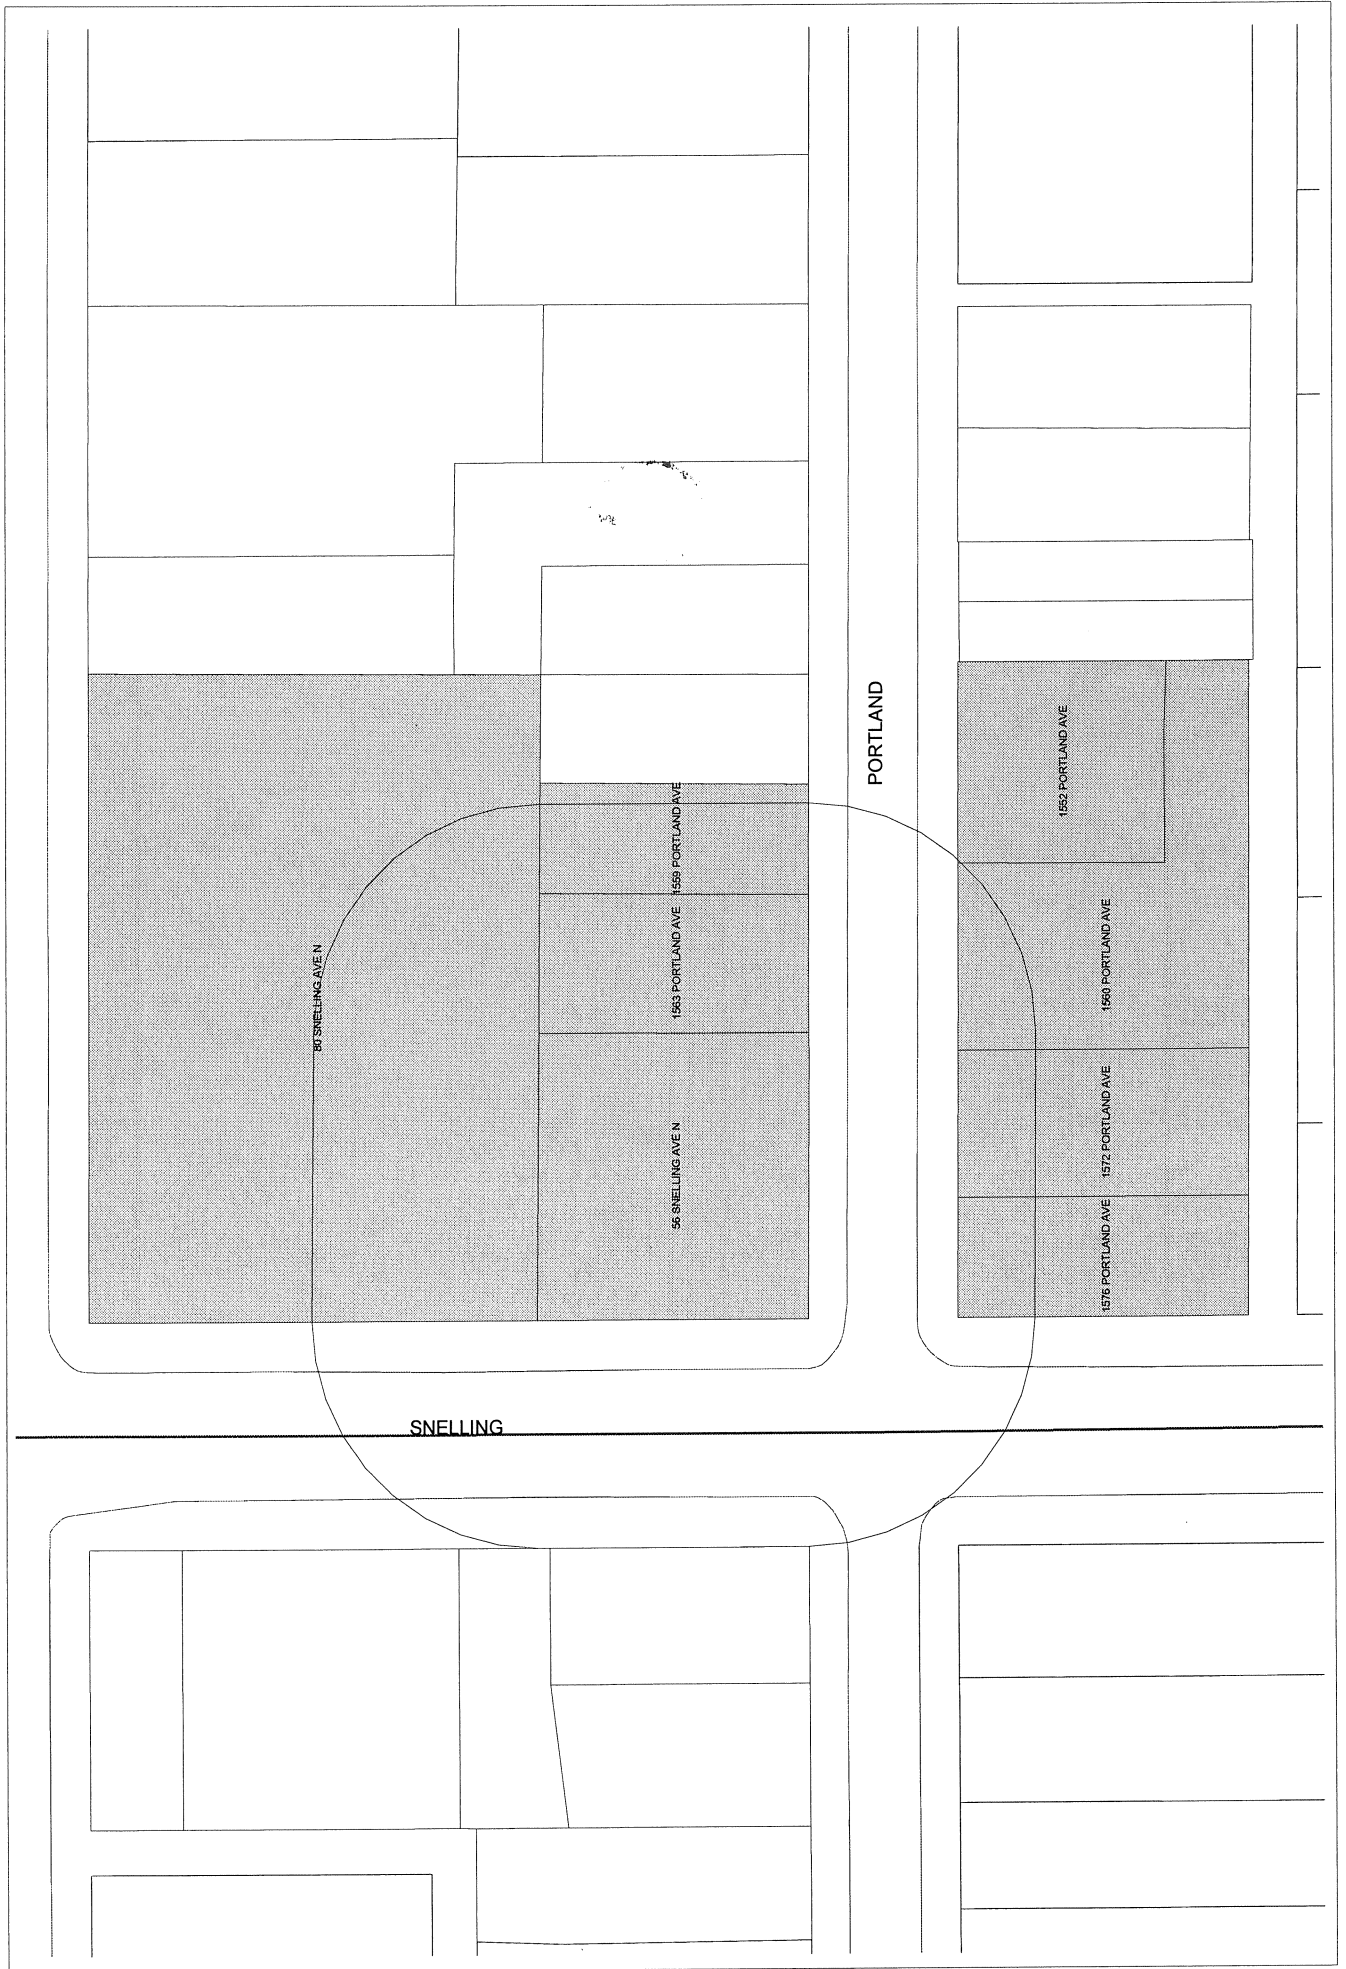 PORTLAND
1552 PORTLAND AVE
1559 PORTLAND AVE
1563 PORTLAND AVE
80 SNELLING AVE N
1560 PORTLAND AVE
56 SNELLING AVE N
1572 PORTLAND AVE
1576 PORTLAND AVE
SNELLING